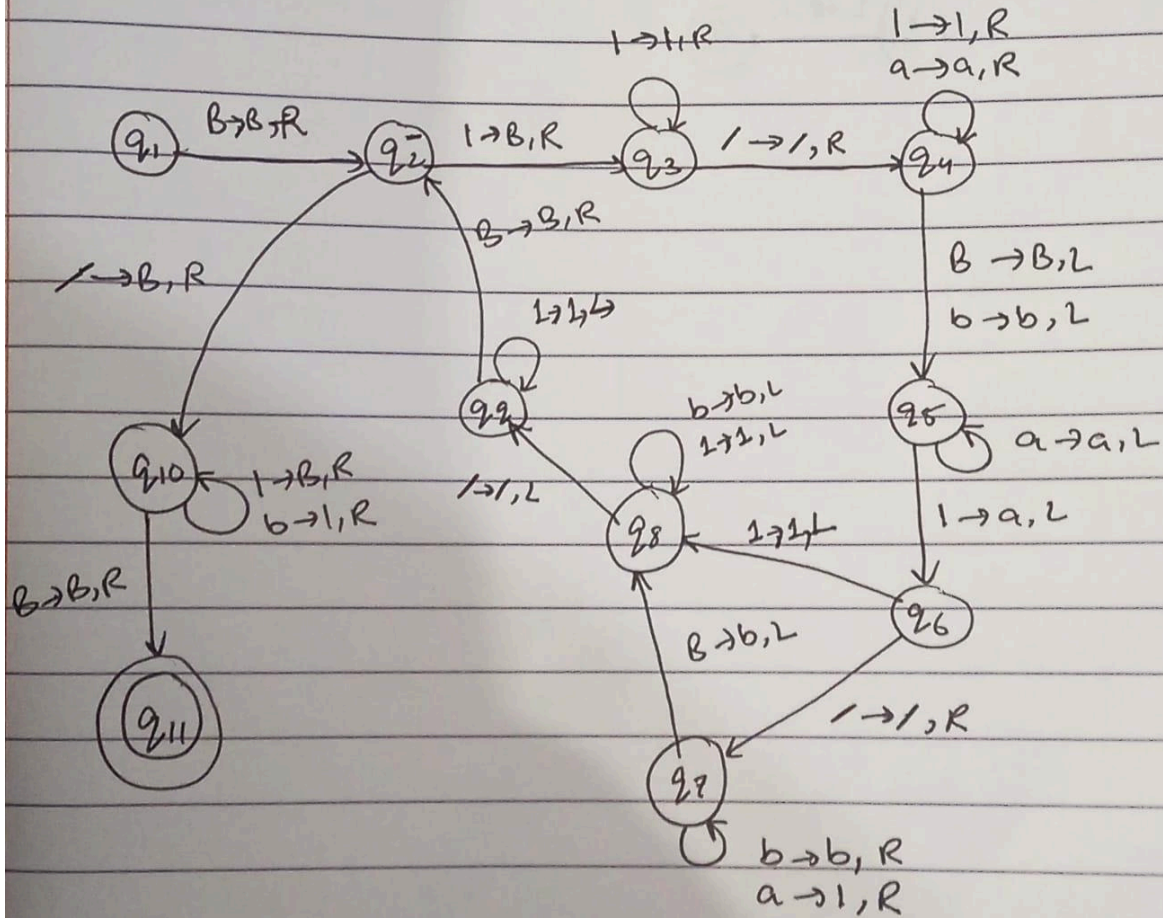 1→1, R
1→1, R
a→a, R
q1
B→B, R
q2
1→B, R
q3
/→/, R
q4
B→B, R
/→B, R
B→B, L
b→b, L
1→1, L
q9
b→b, L
1→1, L
q5
a→a, L
q10
1→B, R
b→1, R
/→/, L
q8
1→1, L
1→a, L
B→B, R
B→b, L
q6
q11
/→/, R
q7
b→b, R
a→1, R